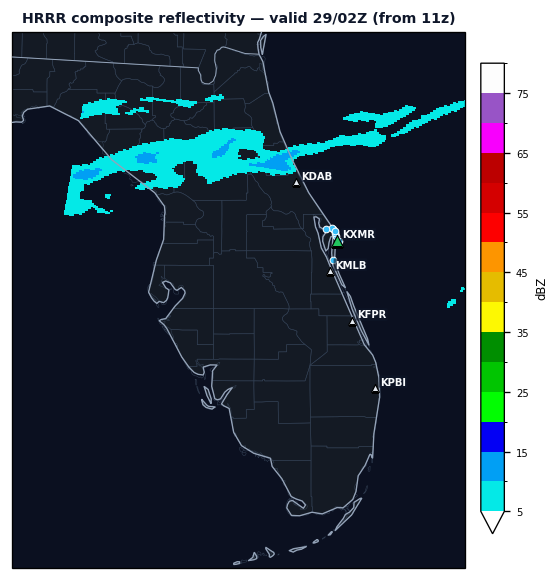 HRRR composite reflectivity — valid 29/02Z (from 11z)
KDAB
KXMR
KMLB
KFPR
KPBI
75
65
55
45
35
25
15
5
dBZ